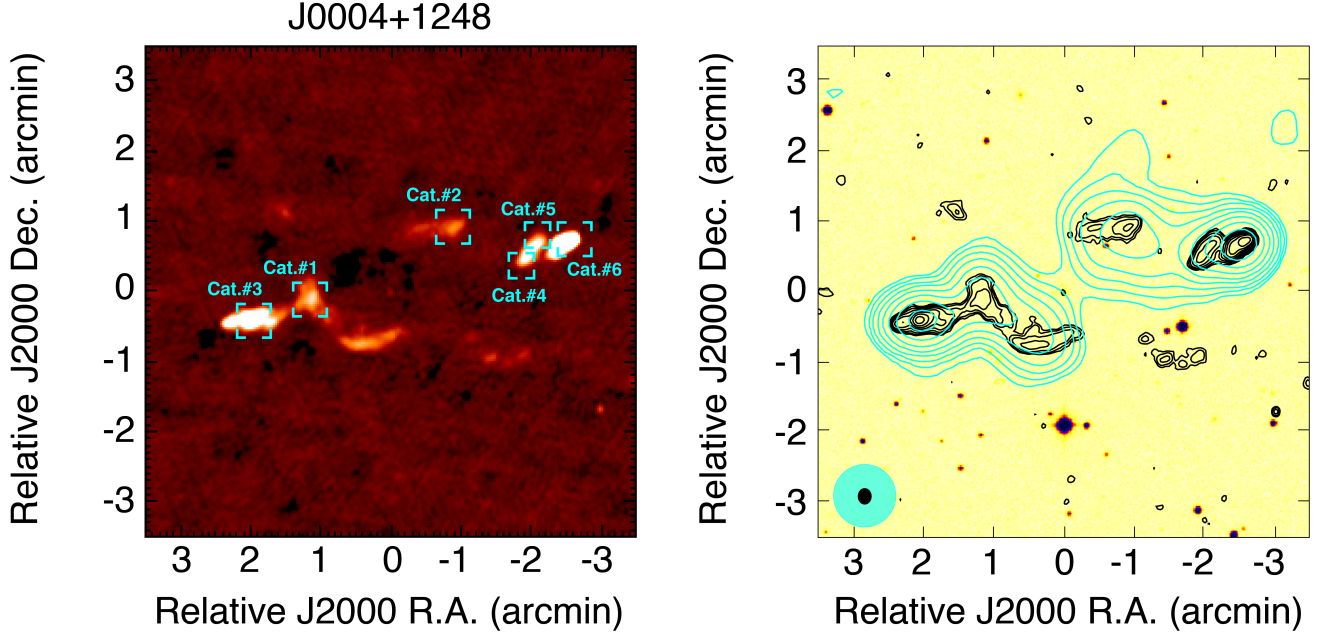 J0004+1248
Relative J2000 Dec. (arcmin)
3
2
1
0
-1
-2
-3
Cat.#2
Cat.#5
Cat.#1
Cat.#6
Cat.#3
Cat.#4
3 2 1 0 -1 -2 -3
Relative J2000 R.A. (arcmin)
Relative J2000 Dec. (arcmin)
3
2
1
0
-1
-2
-3
3 2 1 0 -1 -2 -3
Relative J2000 R.A. (arcmin)